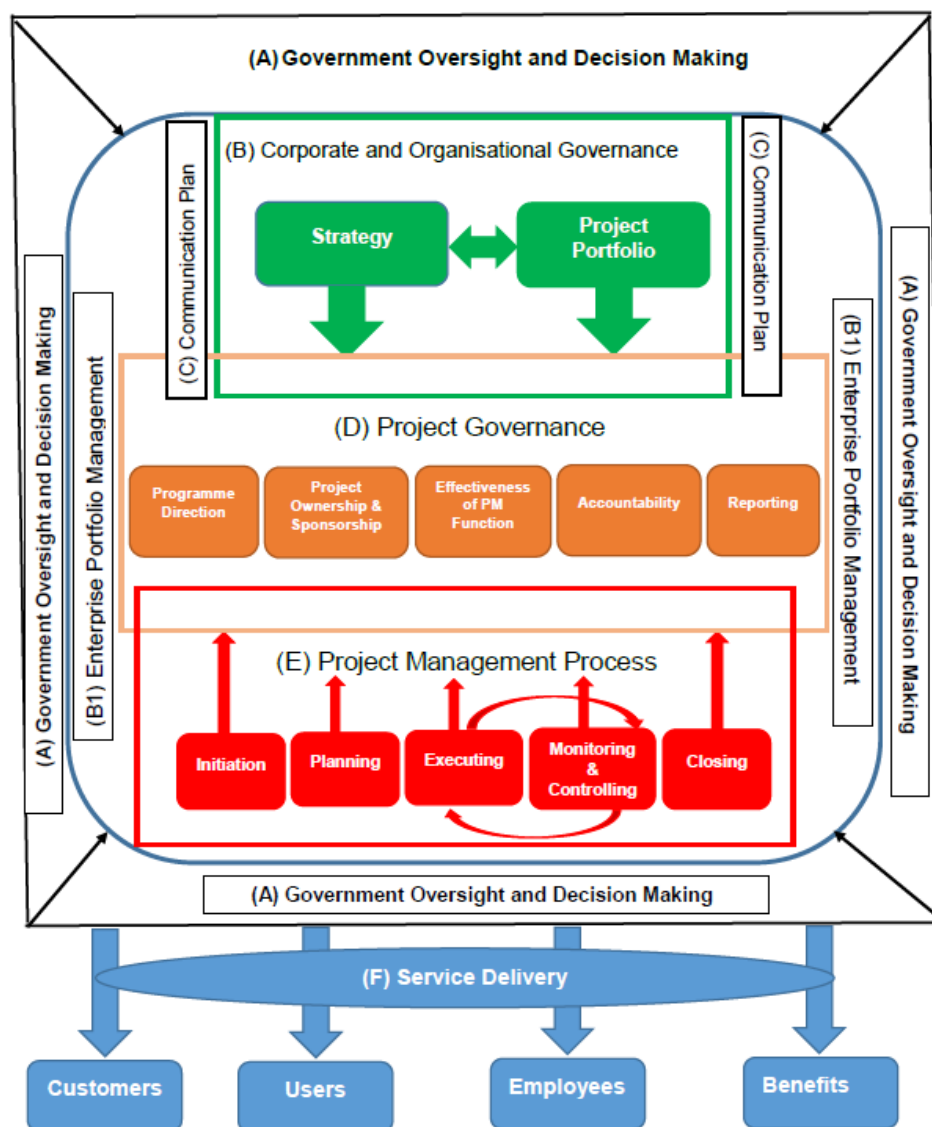 (A) Government Oversight and Decision Making
(B) Corporate and Organisational Governance
(C) Communication Plan
(C) Communication Plan
Strategy
Project
Portfolio
(A) Government Oversight and Decision Making
(B1) Enterprise Portfolio Management
(B1) Enterprise Portfolio Management
(A) Government Oversight and Decision Making
(D) Project Governance
Programme
Direction
Project
Ownership &
Sponsorship
Effectiveness
of PM
Function
Accountability
Reporting
(E) Project Management Process
Initiation
Planning
Executing
Monitoring
&
Controlling
Closing
(A) Government Oversight and Decision Making
(F) Service Delivery
Customers
Users
Employees
Benefits